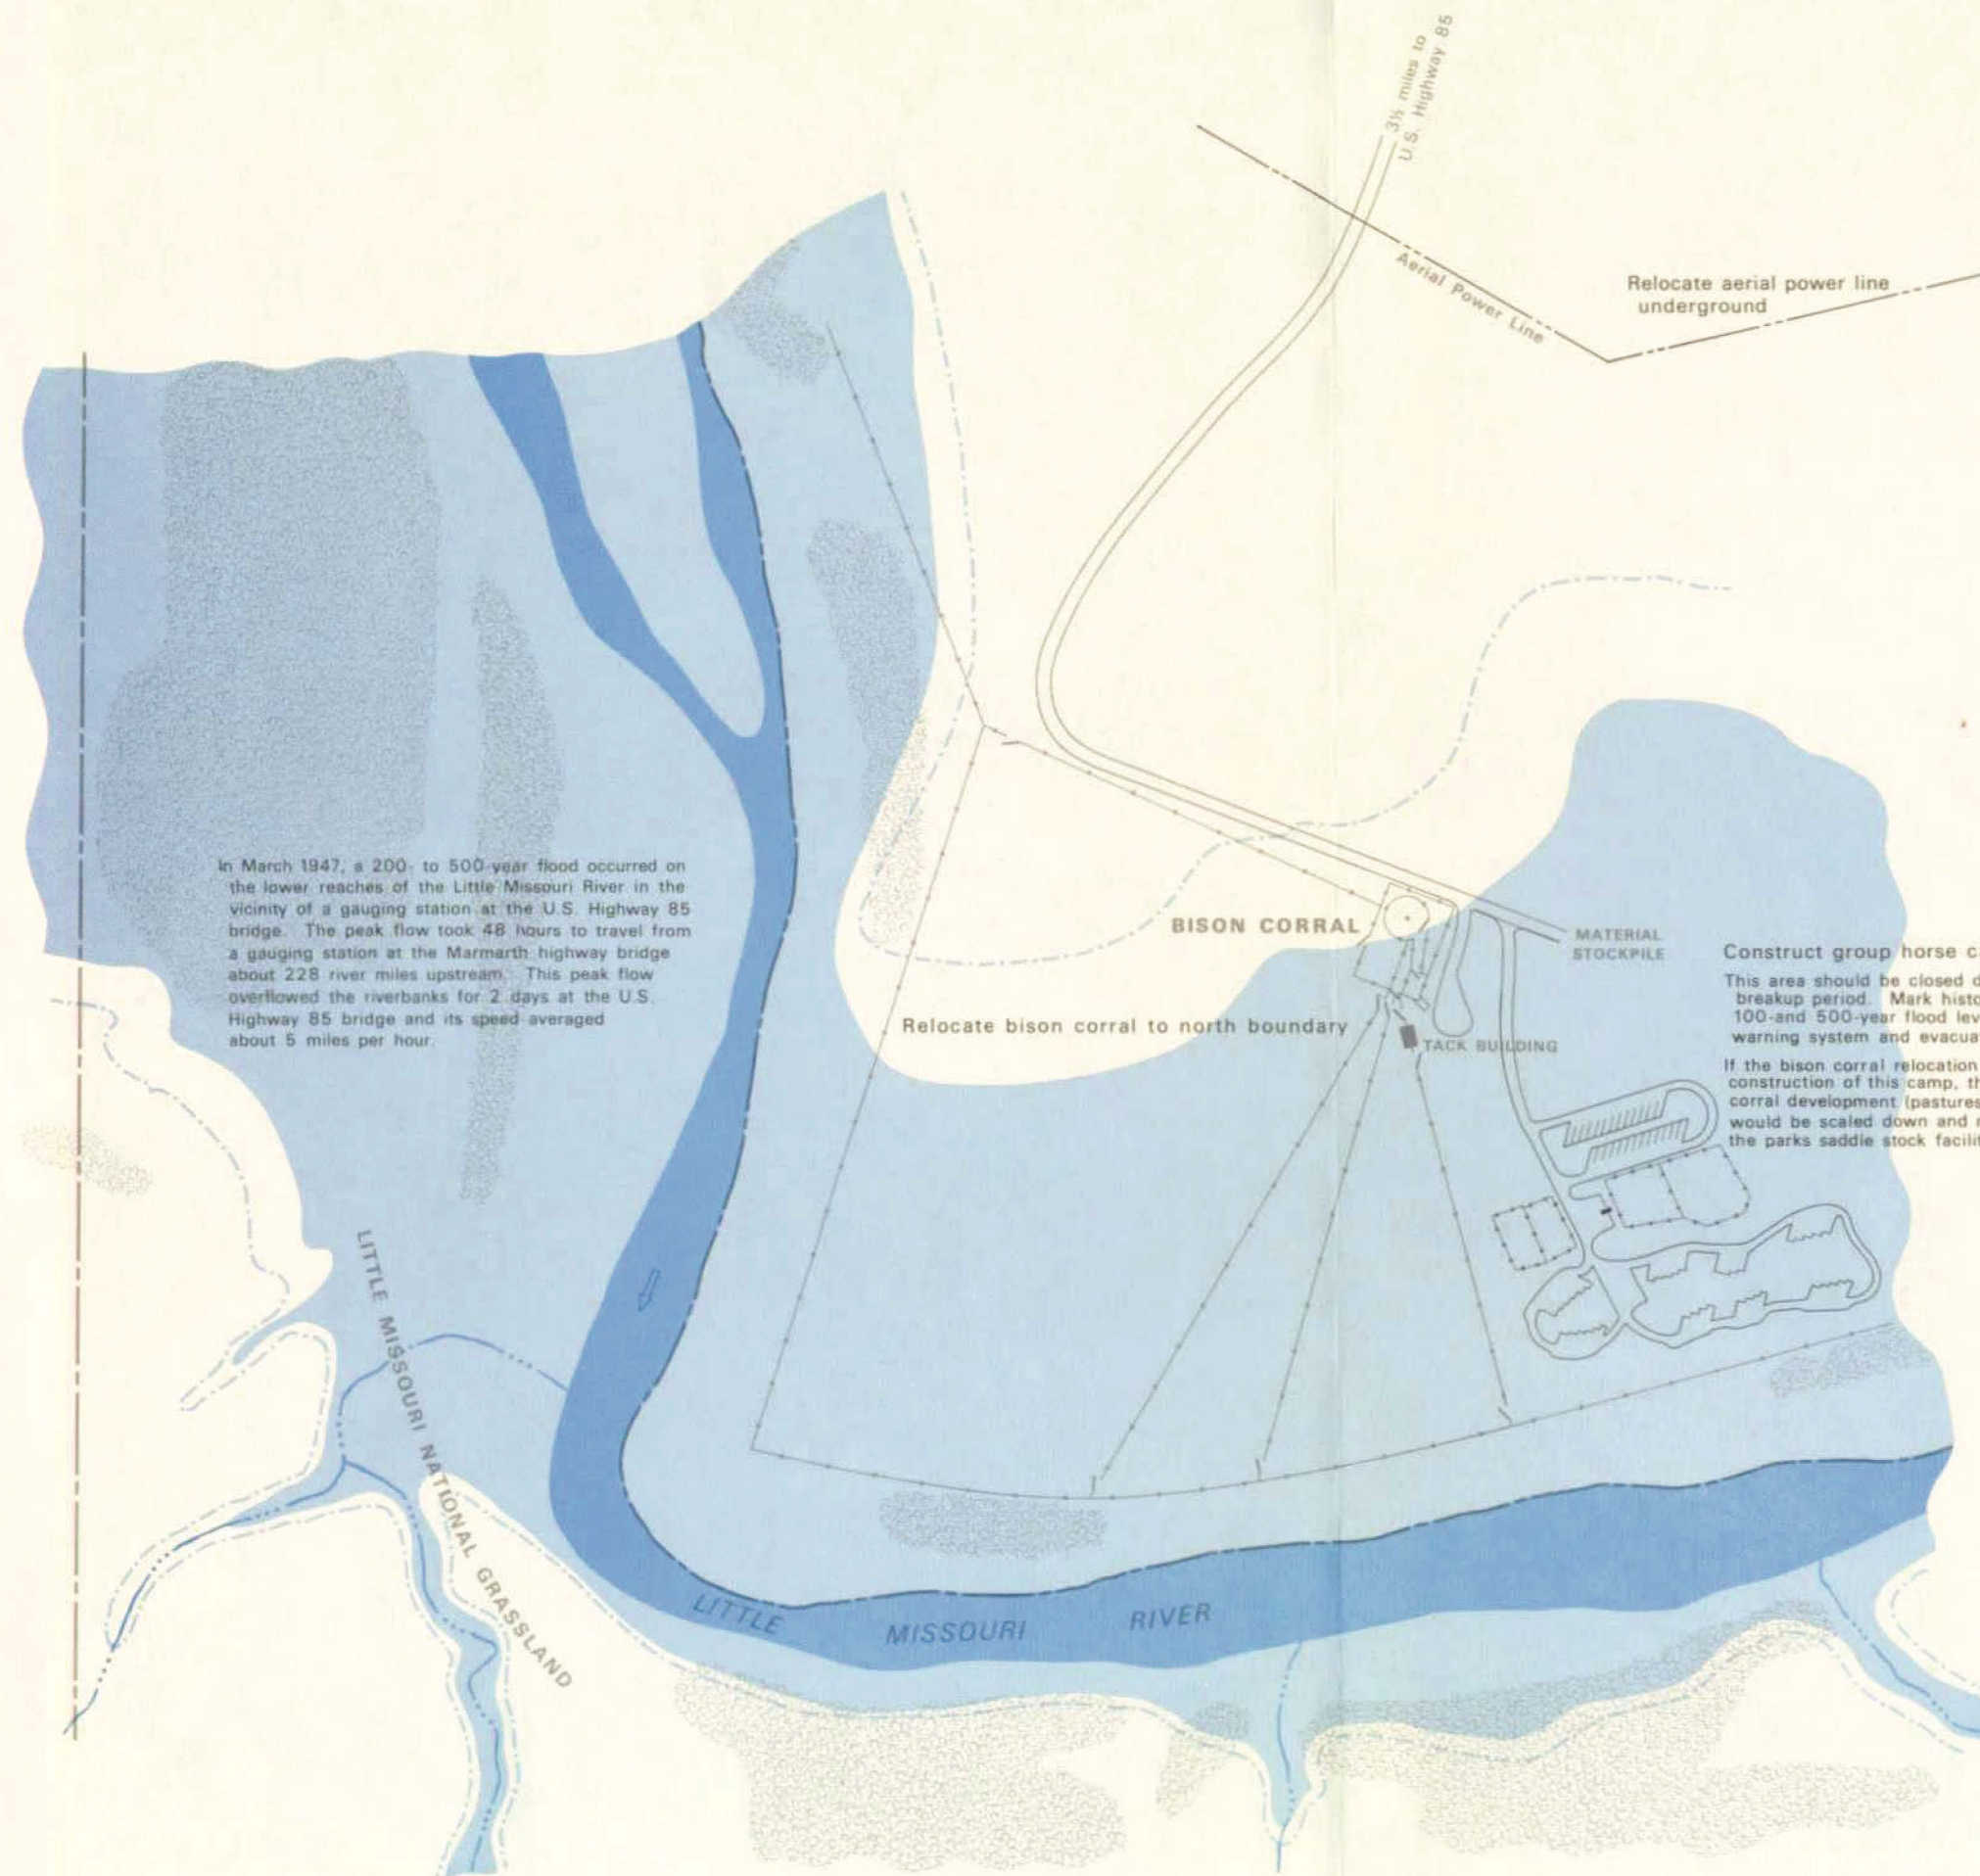 3½ miles to
U.S. Highway 85
Aerial Power Line
Relocate aerial power line
underground
In March 1947, a 200- to 500-year flood occurred on
the lower reaches of the Little Missouri River in the
vicinity of a gauging station at the U.S. Highway 85
bridge. The peak flow took 48 hours to travel from
a gauging station at the Marmarth highway bridge
about 228 river miles upstream. This peak flow
overflowed the riverbanks for 2 days at the U.S.
Highway 85 bridge and its speed averaged
about 5 miles per hour.
BISON CORRAL
MATERIAL
STOCKPILE
Relocate bison corral to north boundary
TACK BUILDING
Construct group horse c
This area should be closed d
breakup period. Mark histo
100-and 500-year flood lev
warning system and evacua
If the bison corral relocation
construction of this camp, th
corral development (pastures
would be scaled down and
the parks saddle stock facilit
LITTLE MISSOURI NATIONAL GRASSLAND
LITTLE MISSOURI RIVER